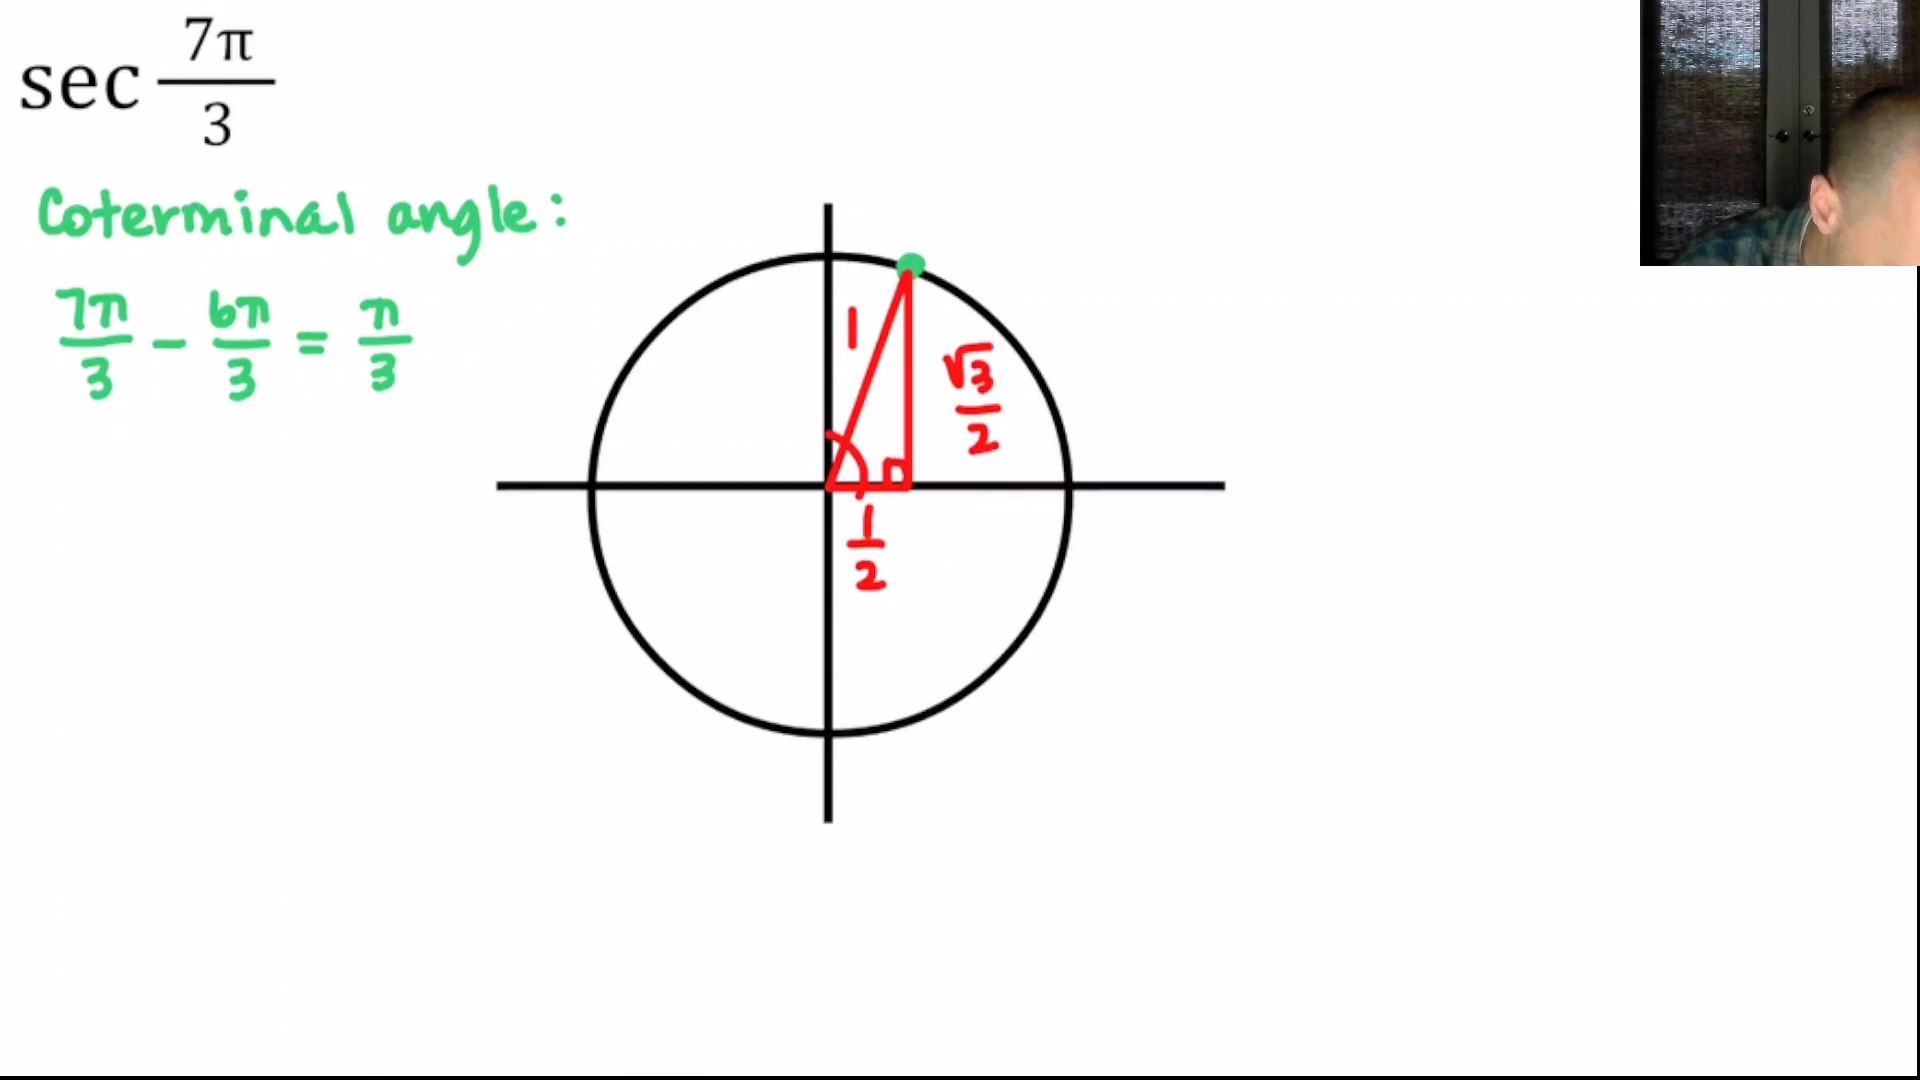 sec 7π/3
Coterminal angle:
7π/3 - 6π/3 = π/3
1
√3/2
1/2